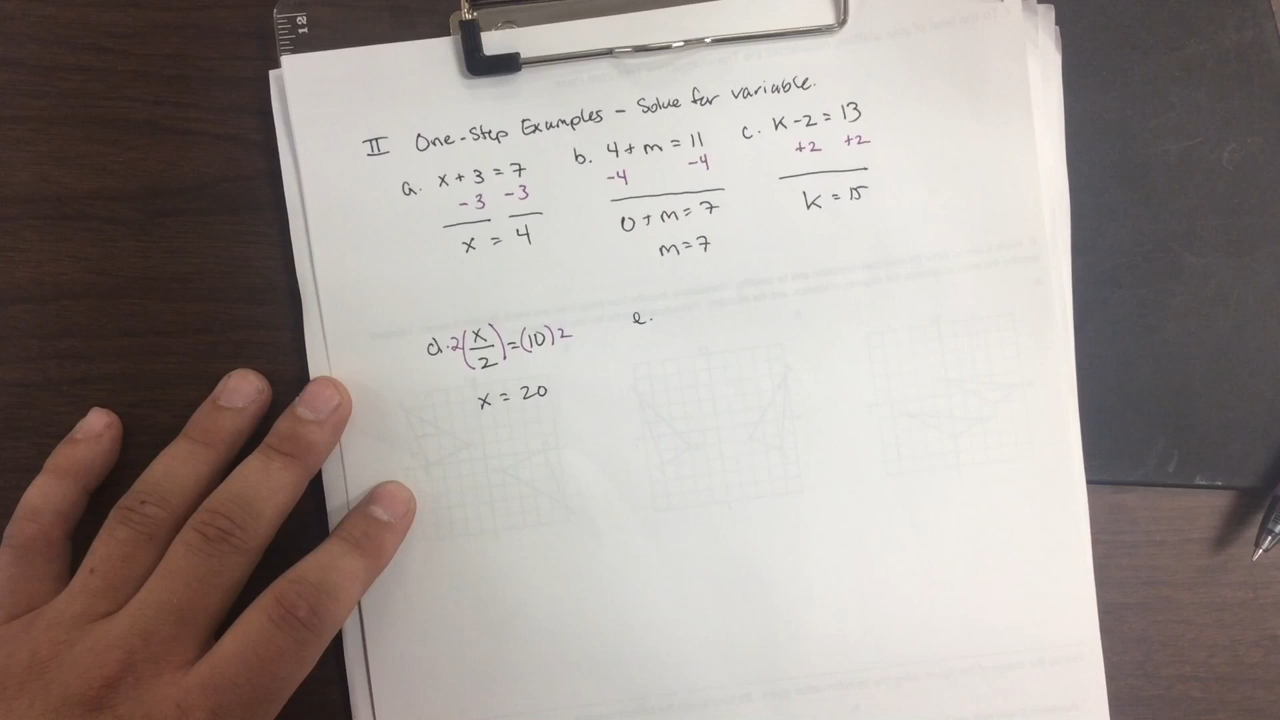 12
II One-Step Examples - Solve for variable.
a. x + 3 = 7
-3 -3
x = 4
b. 4 + m = 11
-4 -4
0 + m = 7
m = 7
c. K - 2 = 13
+2 +2
K = 15
d. 2(x/2) = (10)2
x = 20
e.